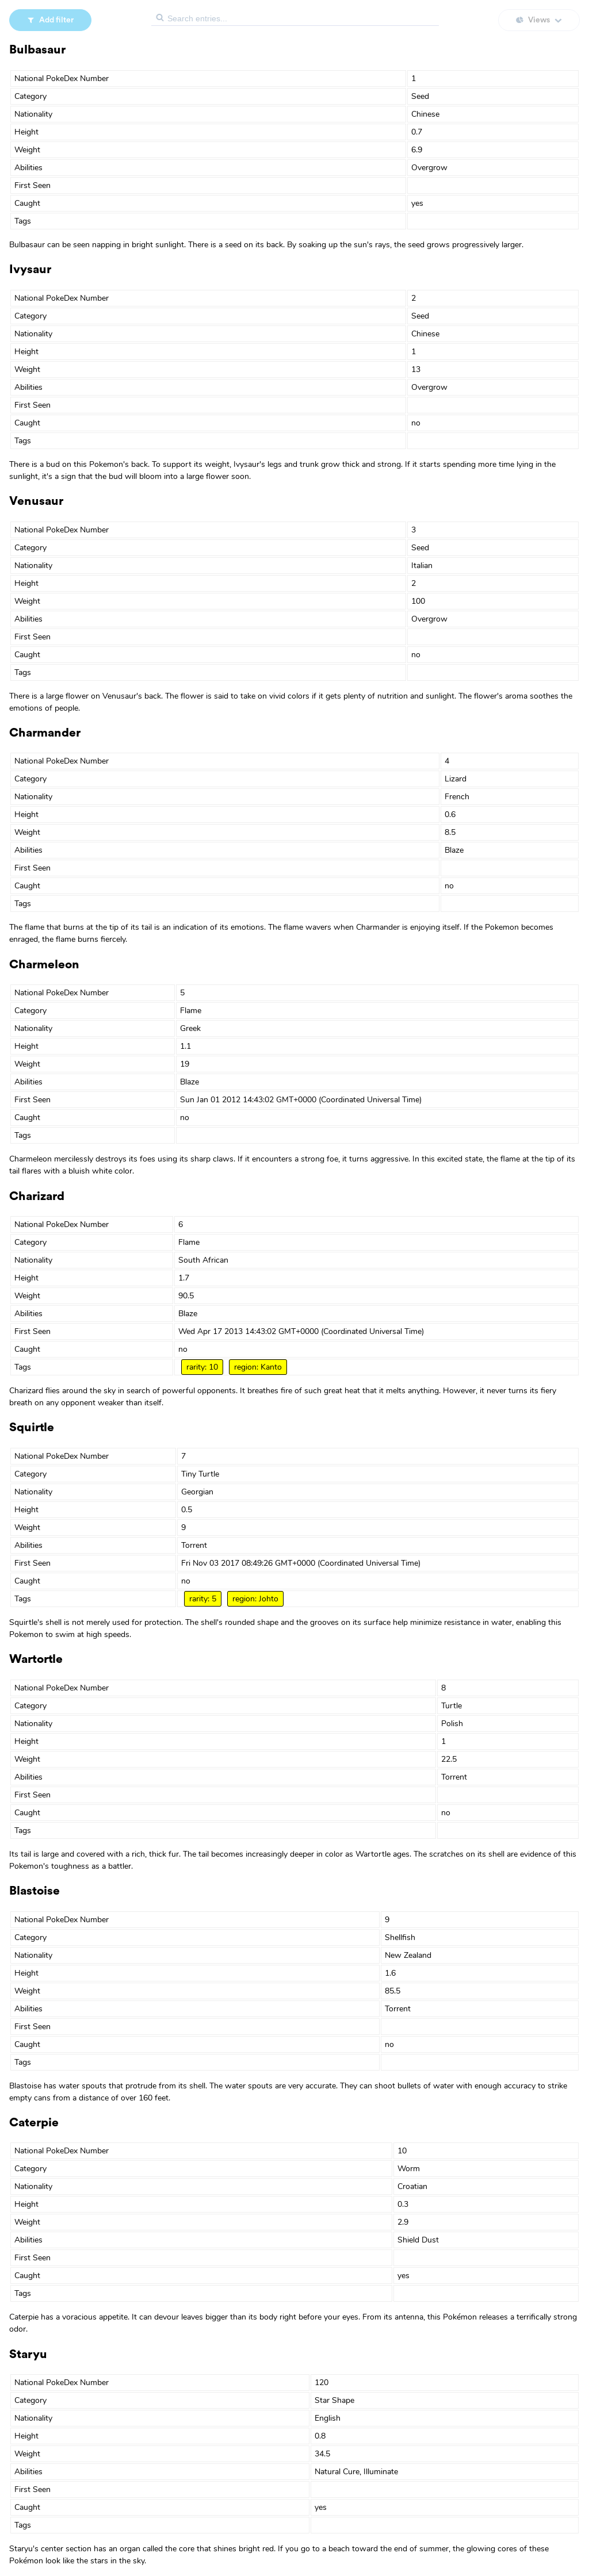 Add filter
Search entries...
Views
Bulbasaur
National PokeDex Number 1
Category Seed
Nationality Chinese
Height 0.7
Weight 6.9
Abilities Overgrow
First Seen
Caught yes
Tags
Bulbasaur can be seen napping in bright sunlight. There is a seed on its back. By soaking up the sun's rays, the seed grows progressively larger.
Ivysaur
National PokeDex Number 2
Category Seed
Nationality Chinese
Height 1
Weight 13
Abilities Overgrow
First Seen
Caught no
Tags
There is a bud on this Pokemon's back. To support its weight, Ivysaur's legs and trunk grow thick and strong. If it starts spending more time lying in the
sunlight, it's a sign that the bud will bloom into a large flower soon.
Venusaur
National PokeDex Number 3
Category Seed
Nationality Italian
Height 2
Weight 100
Abilities Overgrow
First Seen
Caught no
Tags
There is a large flower on Venusaur's back. The flower is said to take on vivid colors if it gets plenty of nutrition and sunlight. The flower's aroma soothes the
emotions of people.
Charmander
National PokeDex Number 4
Category Lizard
Nationality French
Height 0.6
Weight 8.5
Abilities Blaze
First Seen
Caught no
Tags
The flame that burns at the tip of its tail is an indication of its emotions. The flame wavers when Charmander is enjoying itself. If the Pokemon becomes
enraged, the flame burns fiercely.
Charmeleon
National PokeDex Number 5
Category Flame
Nationality Greek
Height 1.1
Weight 19
Abilities Blaze
First Seen Sun Jan 01 2012 14:43:02 GMT+0000 (Coordinated Universal Time)
Caught no
Tags
Charmeleon mercilessly destroys its foes using its sharp claws. If it encounters a strong foe, it turns aggressive. In this excited state, the flame at the tip of its
tail flares with a bluish white color.
Charizard
National PokeDex Number 6
Category Flame
Nationality South African
Height 1.7
Weight 90.5
Abilities Blaze
First Seen Wed Apr 17 2013 14:43:02 GMT+0000 (Coordinated Universal Time)
Caught no
Tags rarity: 10 region: Kanto
Charizard flies around the sky in search of powerful opponents. It breathes fire of such great heat that it melts anything. However, it never turns its fiery
breath on any opponent weaker than itself.
Squirtle
National PokeDex Number 7
Category Tiny Turtle
Nationality Georgian
Height 0.5
Weight 9
Abilities Torrent
First Seen Fri Nov 03 2017 08:49:26 GMT+0000 (Coordinated Universal Time)
Caught no
Tags rarity: 5 region: Johto
Squirtle's shell is not merely used for protection. The shell's rounded shape and the grooves on its surface help minimize resistance in water, enabling this
Pokemon to swim at high speeds.
Wartortle
National PokeDex Number 8
Category Turtle
Nationality Polish
Height 1
Weight 22.5
Abilities Torrent
First Seen
Caught no
Tags
Its tail is large and covered with a rich, thick fur. The tail becomes increasingly deeper in color as Wartortle ages. The scratches on its shell are evidence of this
Pokemon's toughness as a battler.
Blastoise
National PokeDex Number 9
Category Shellfish
Nationality New Zealand
Height 1.6
Weight 85.5
Abilities Torrent
First Seen
Caught no
Tags
Blastoise has water spouts that protrude from its shell. The water spouts are very accurate. They can shoot bullets of water with enough accuracy to strike
empty cans from a distance of over 160 feet.
Caterpie
National PokeDex Number 10
Category Worm
Nationality Croatian
Height 0.3
Weight 2.9
Abilities Shield Dust
First Seen
Caught yes
Tags
Caterpie has a voracious appetite. It can devour leaves bigger than its body right before your eyes. From its antenna, this Pokémon releases a terrifically strong
odor.
Staryu
National PokeDex Number 120
Category Star Shape
Nationality English
Height 0.8
Weight 34.5
Abilities Natural Cure, Illuminate
First Seen
Caught yes
Tags
Staryu's center section has an organ called the core that shines bright red. If you go to a beach toward the end of summer, the glowing cores of these
Pokémon look like the stars in the sky.